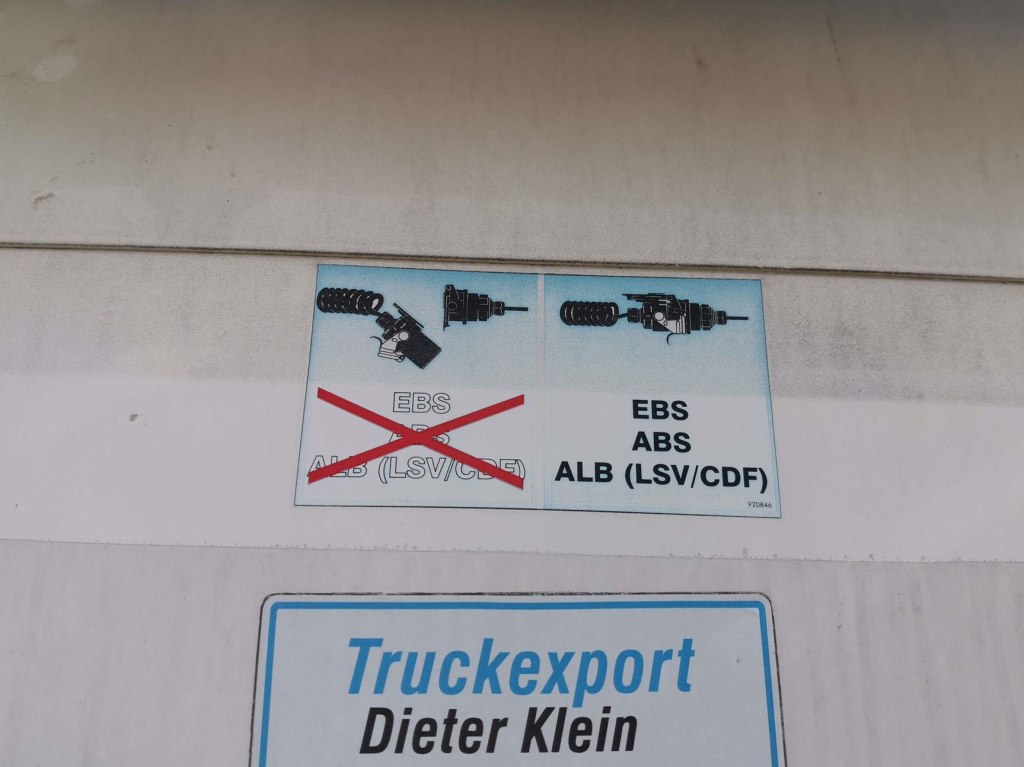 EBS
ABS
ALB (LSV/CDF)
EBS
ABS
ALB (LSV/CDF)
920846
Truckexport
Dieter Klein